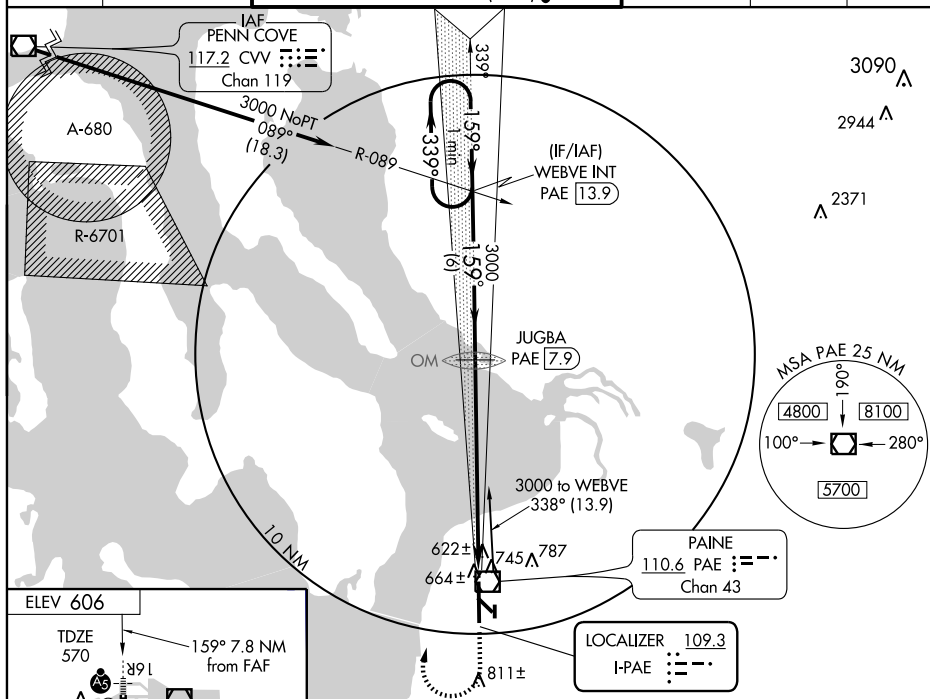 IAF
PENN COVE
117.2 CVV
Chan 119
A-680
R-6701
3000 NoPT
089°
(18.3)
R-089
339°
159°
1 min
339°
(IF/IAF)
WEBVE INT
PAE 13.9
3090
2944
2371
3000
159°
(6)
JUGBA
PAE 7.9
OM
MSA PAE 25 NM
190°
4800
8100
100°
280°
5700
3000 to WEBVE
338° (13.9)
10 NM
622±
745
787
664±
PAINE
110.6 PAE
Chan 43
LOCALIZER 109.3
I-PAE
811±
ELEV 606
TDZE
570
159° 7.8 NM
from FAF
16R
A5